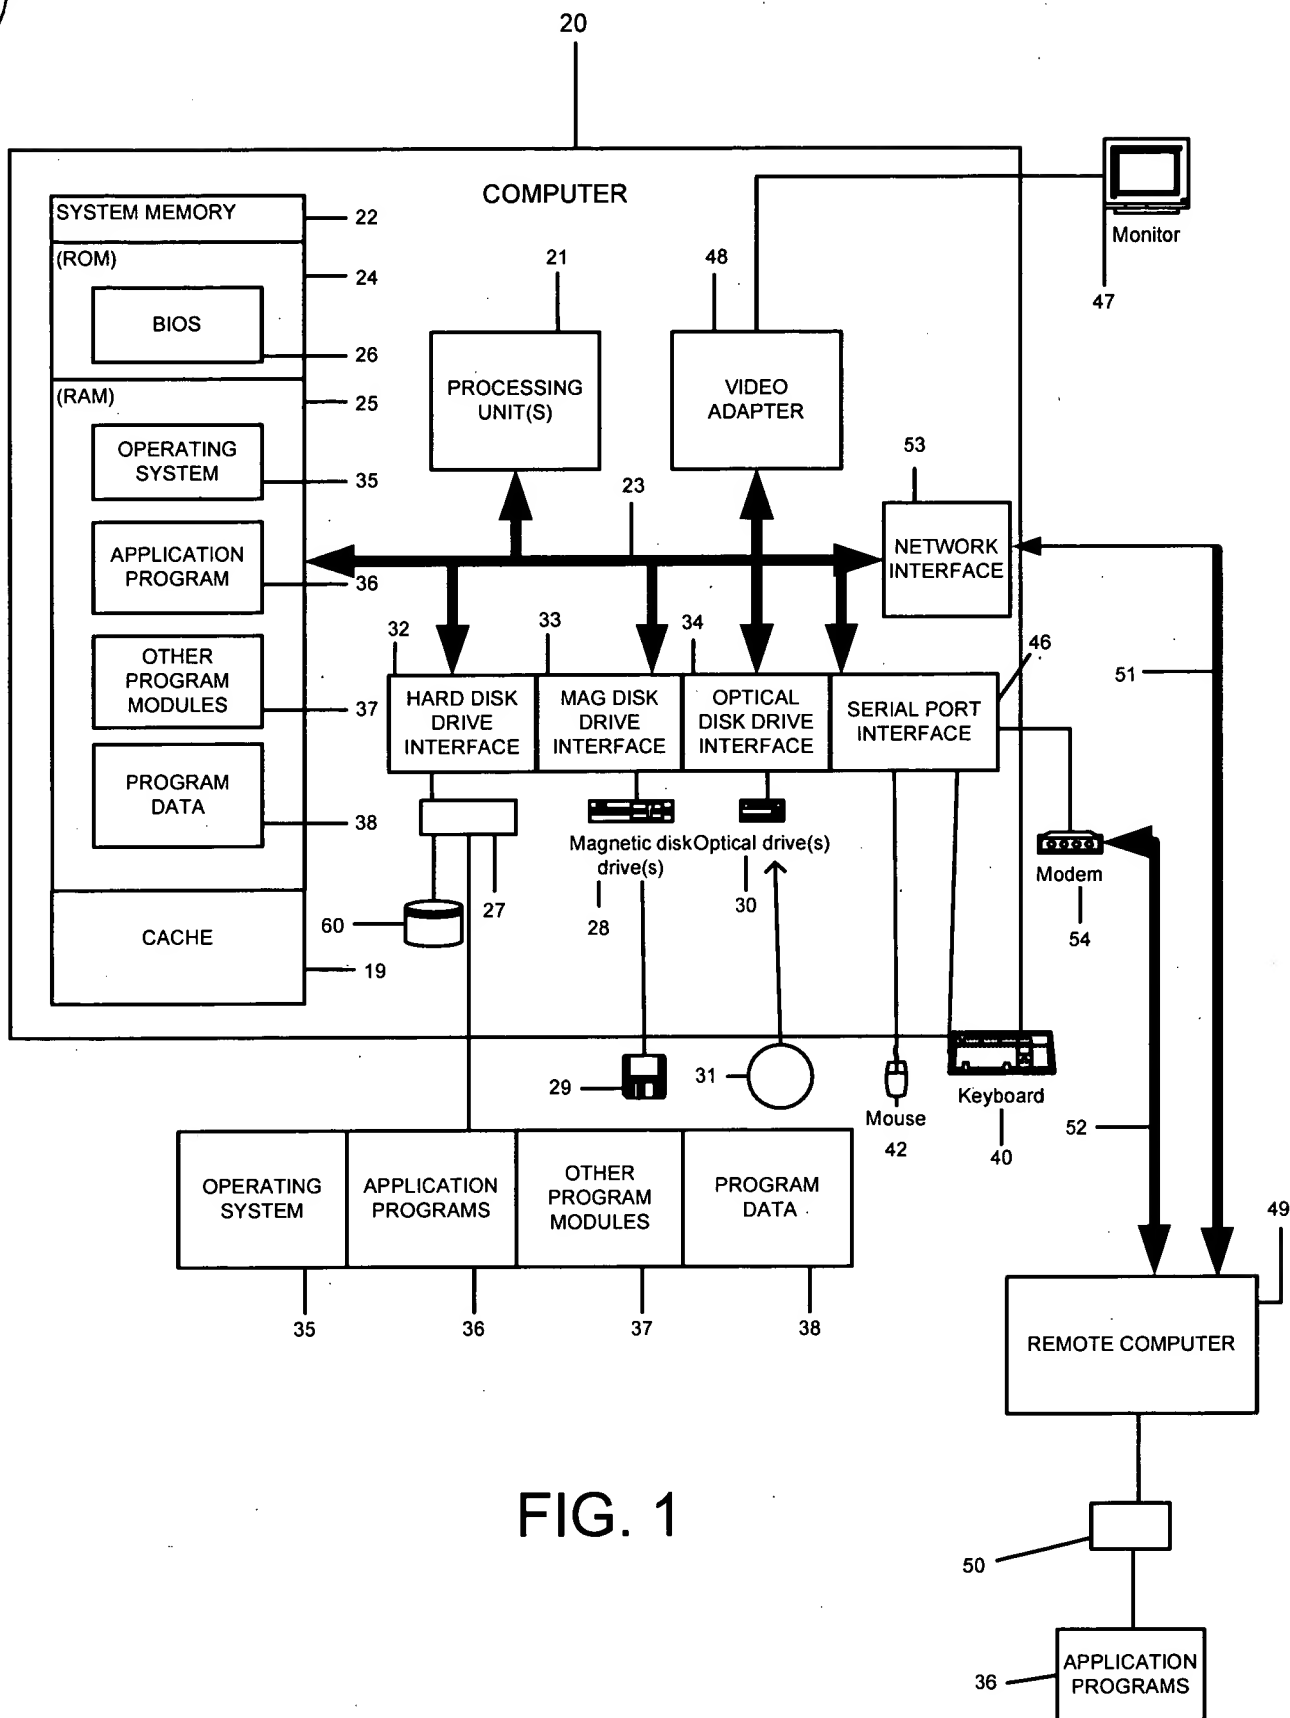 20
COMPUTER
SYSTEM MEMORY
22
(ROM)
24
BIOS
26
(RAM)
25
OPERATING
SYSTEM
35
APPLICATION
PROGRAM
36
OTHER
PROGRAM
MODULES
37
PROGRAM
DATA
38
CACHE
19
21
PROCESSING
UNIT(S)
48
VIDEO
ADAPTER
Monitor
47
23
53
NETWORK
INTERFACE
32
HARD DISK
DRIVE
INTERFACE
33
MAG DISK
DRIVE
INTERFACE
34
OPTICAL
DISK DRIVE
INTERFACE
46
SERIAL PORT
INTERFACE
51
60
27
Magnetic disk
drive(s)
28
Optical drive(s)
30
Modem
54
29
31
Mouse
42
Keyboard
40
52
OPERATING
SYSTEM
35
APPLICATION
PROGRAMS
36
OTHER
PROGRAM
MODULES
37
PROGRAM
DATA
38
49
REMOTE COMPUTER
50
APPLICATION
PROGRAMS
36
FIG. 1